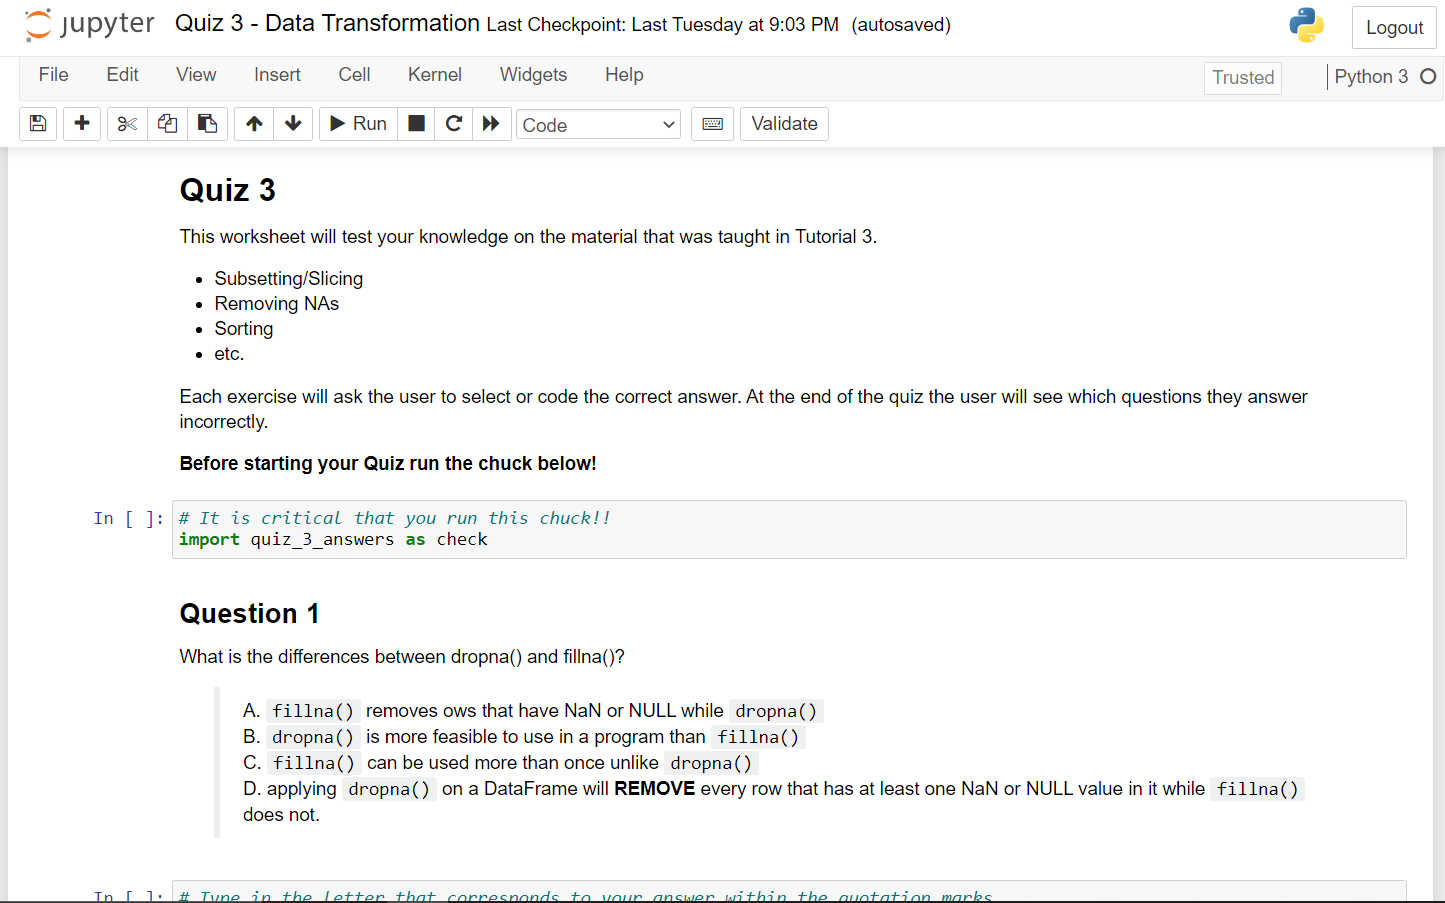 jupyter Quiz 3 - Data Transformation Last Checkpoint: Last Tuesday at 9:03 PM (autosaved) Logout
File Edit View Insert Cell Kernel Widgets Help Trusted Python 3
Run Code Validate
Quiz 3
This worksheet will test your knowledge on the material that was taught in Tutorial 3.
• Subsetting/Slicing
• Removing NAs
• Sorting
• etc.
Each exercise will ask the user to select or code the correct answer. At the end of the quiz the user will see which questions they answer
incorrectly.
Before starting your Quiz run the chuck below!
In [ ]: # It is critical that you run this chuck!!
import quiz_3_answers as check
Question 1
What is the differences between dropna() and fillna()?
A. fillna() removes ows that have NaN or NULL while dropna()
B. dropna() is more feasible to use in a program than fillna()
C. fillna() can be used more than once unlike dropna()
D. applying dropna() on a DataFrame will REMOVE every row that has at least one NaN or NULL value in it while fillna()
does not.
In [ ]: # Type in the letter that corresponds to your answer within the quotation marks